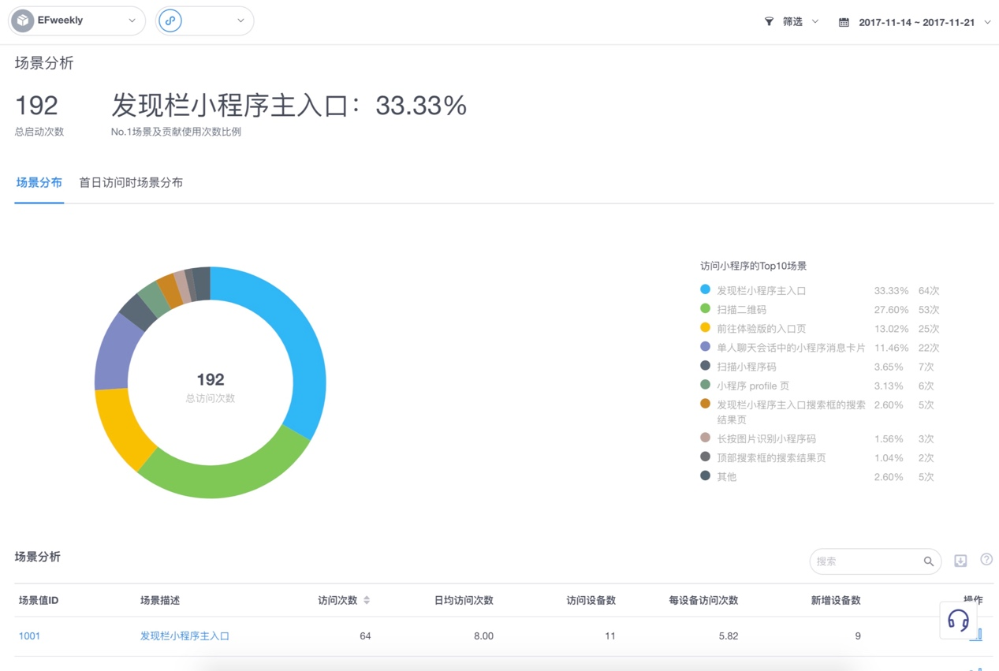 EFweekly
筛选
2017-11-14 ~ 2017-11-21
场景分析
192 发现栏小程序主入口：33.33%
总启动次数 No.1场景及贡献使用次数比例
场景分布 首日访问时场景分布
访问小程序的Top10场景
发现栏小程序主入口 33.33% 64次
扫描二维码 27.60% 53次
前往体验版的入口页 13.02% 25次
单人聊天会话中的小程序消息卡片 11.46% 22次
扫描小程序码 3.65% 7次
小程序 profile 页 3.13% 6次
发现栏小程序主入口搜索框的搜索 2.60% 5次
结果页
长按图片识别小程序码 1.56% 3次
顶部搜索框的搜索结果页 1.04% 2次
其他 2.60% 5次
192
总访问次数
场景分析
搜索
场景值ID 场景描述 访问次数 日均访问次数 访问设备数 每设备访问次数 新增设备数 操作
1001 发现栏小程序主入口 64 8.00 11 5.82 9